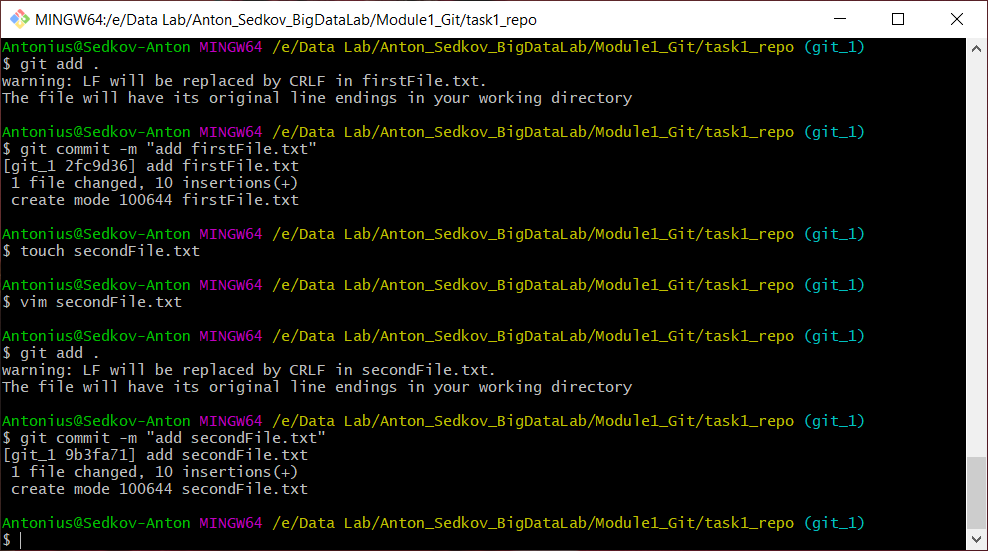 MINGW64:/e/Data Lab/Anton_Sedkov_BigDataLab/Module1_Git/task1_repo
Antonius@Sedkov-Anton MINGW64 /e/Data Lab/Anton_Sedkov_BigDataLab/Module1_Git/task1_repo (git_1)
$ git add .
warning: LF will be replaced by CRLF in firstFile.txt.
The file will have its original line endings in your working directory
Antonius@Sedkov-Anton MINGW64 /e/Data Lab/Anton_Sedkov_BigDataLab/Module1_Git/task1_repo (git_1)
$ git commit -m "add firstFile.txt"
[git_1 2fc9d36] add firstFile.txt
 1 file changed, 10 insertions(+)
 create mode 100644 firstFile.txt
Antonius@Sedkov-Anton MINGW64 /e/Data Lab/Anton_Sedkov_BigDataLab/Module1_Git/task1_repo (git_1)
$ touch secondFile.txt
Antonius@Sedkov-Anton MINGW64 /e/Data Lab/Anton_Sedkov_BigDataLab/Module1_Git/task1_repo (git_1)
$ vim secondFile.txt
Antonius@Sedkov-Anton MINGW64 /e/Data Lab/Anton_Sedkov_BigDataLab/Module1_Git/task1_repo (git_1)
$ git add .
warning: LF will be replaced by CRLF in secondFile.txt.
The file will have its original line endings in your working directory
Antonius@Sedkov-Anton MINGW64 /e/Data Lab/Anton_Sedkov_BigDataLab/Module1_Git/task1_repo (git_1)
$ git commit -m "add secondFile.txt"
[git_1 9b3fa71] add secondFile.txt
 1 file changed, 10 insertions(+)
 create mode 100644 secondFile.txt
Antonius@Sedkov-Anton MINGW64 /e/Data Lab/Anton_Sedkov_BigDataLab/Module1_Git/task1_repo (git_1)
$